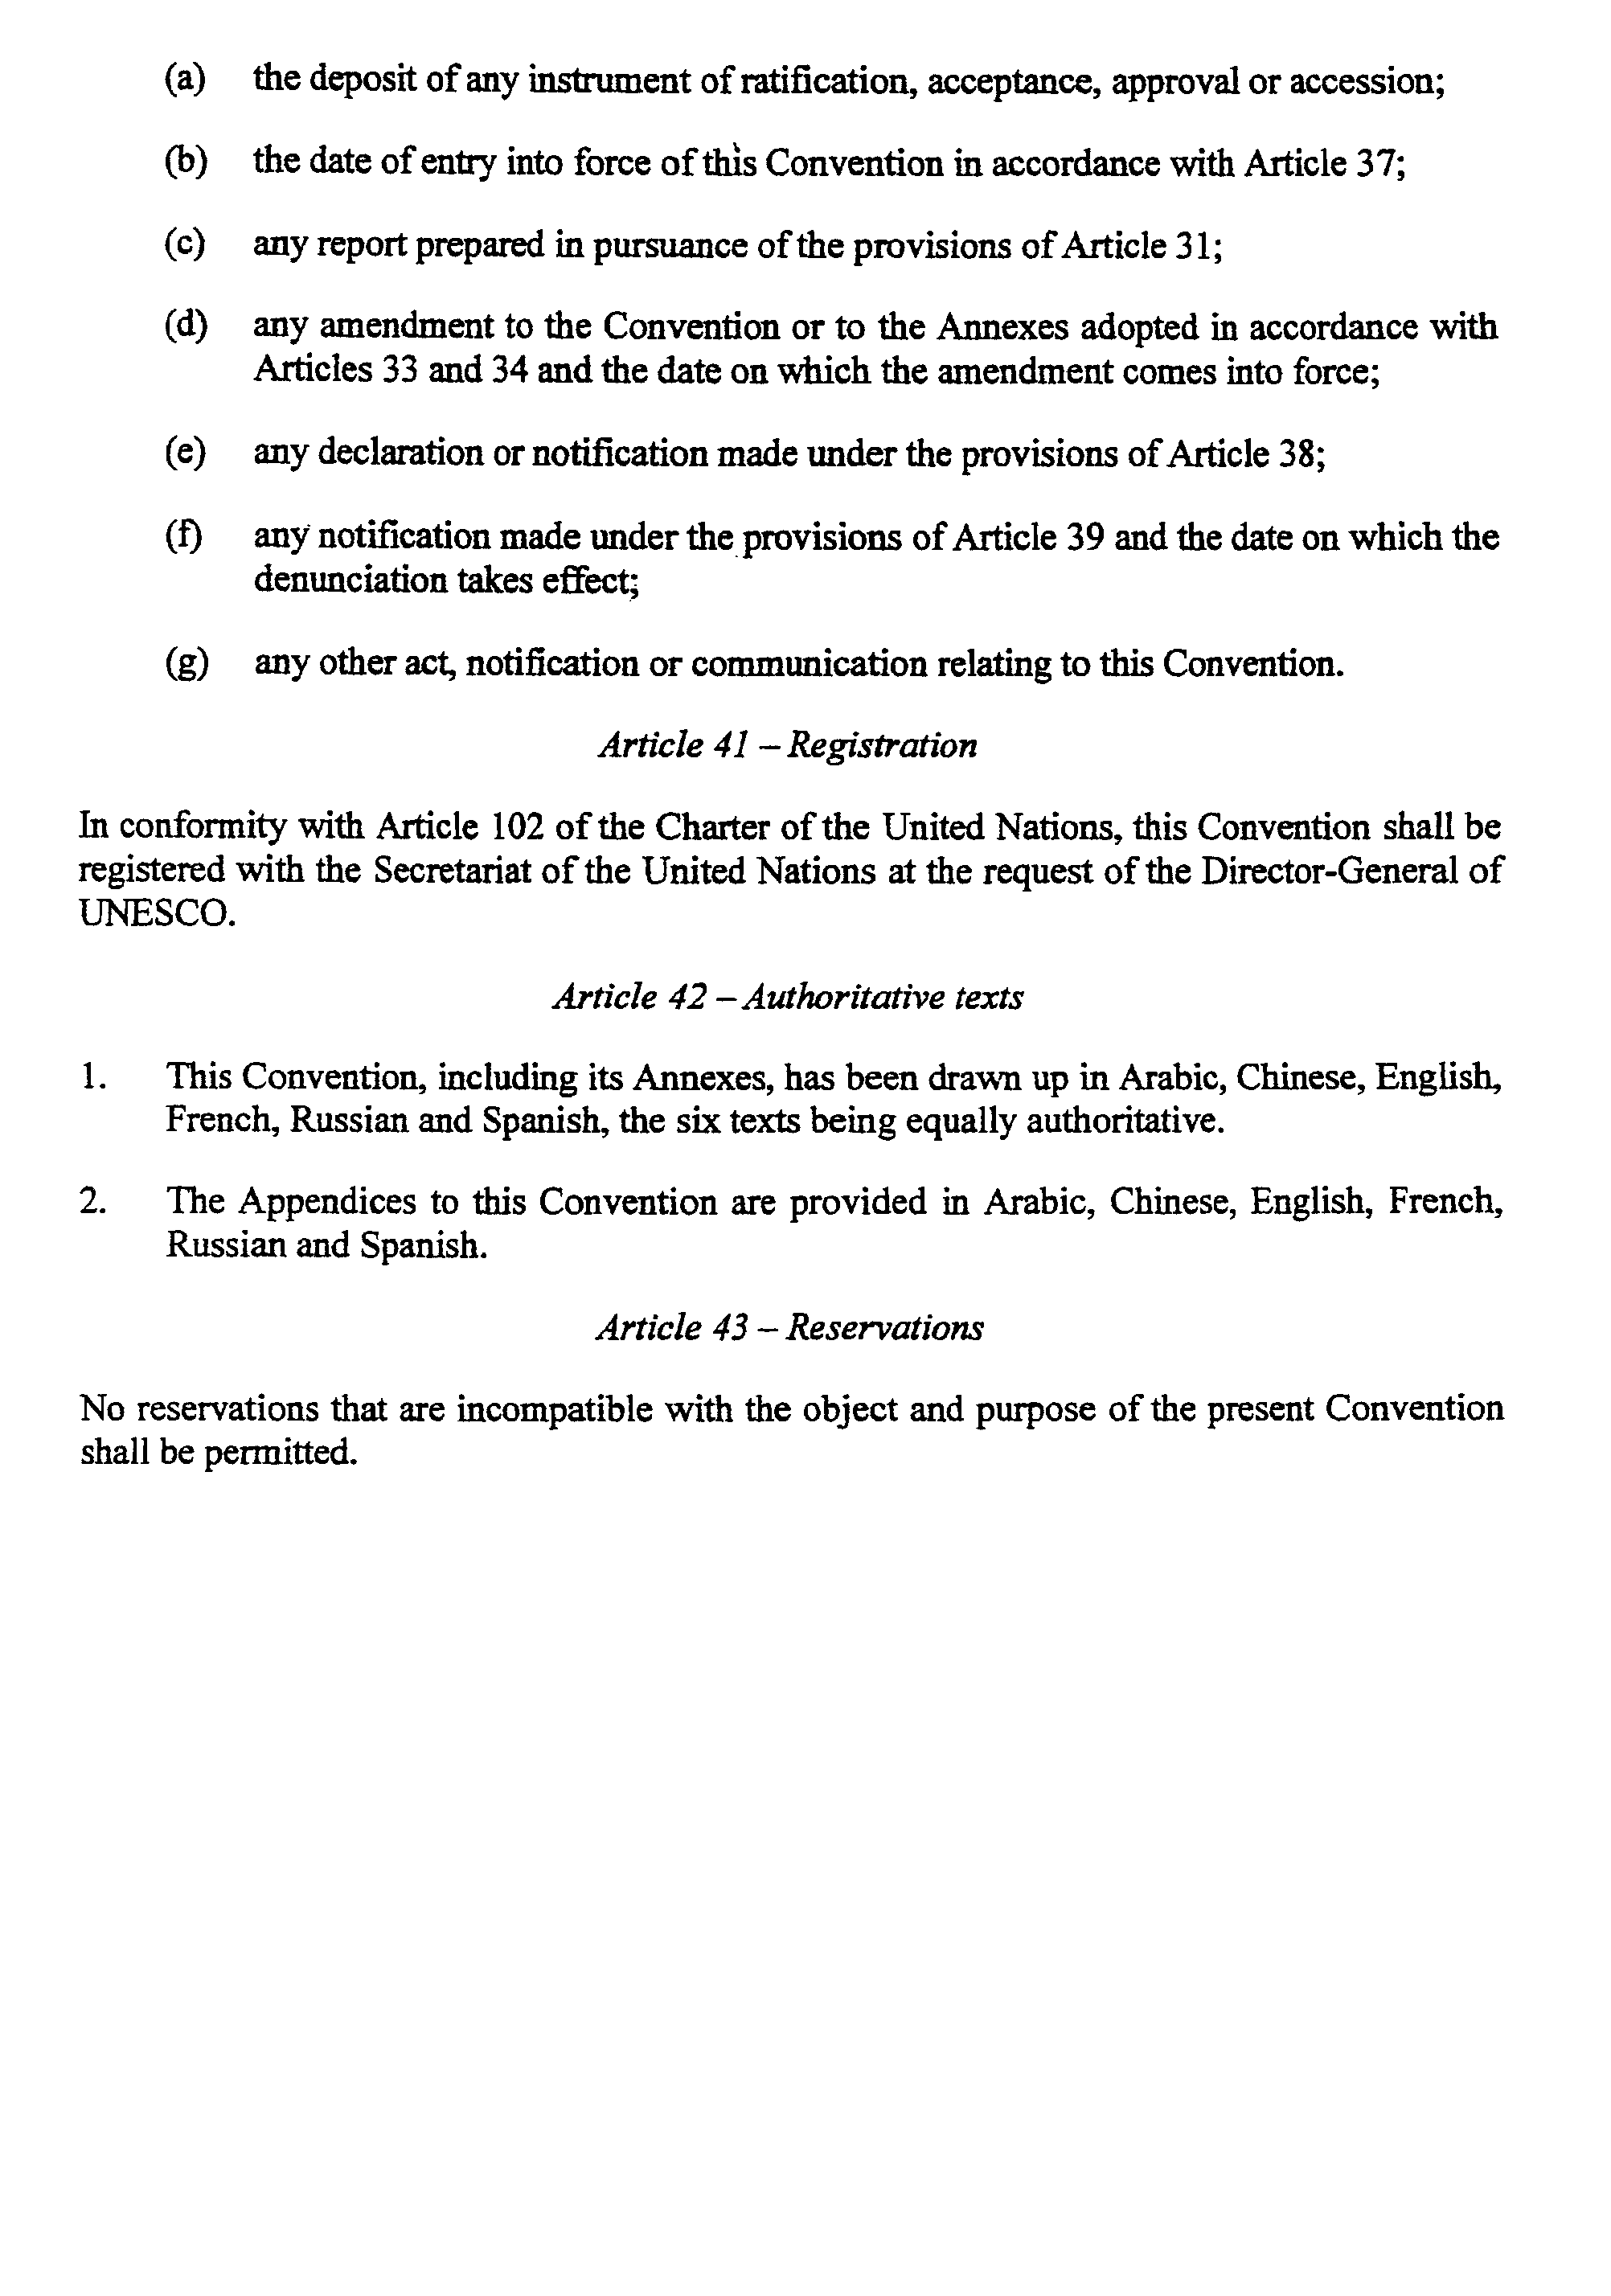 (a) the deposit of any instrument of ratification, acceptance, approval or accession;
(b) the date of entry into force of this Convention in accordance with Article 37;
(c) any report prepared in pursuance of the provisions of Article 31;
(d) any amendment to the Convention or to the Annexes adopted in accordance with
Articles 33 and 34 and the date on which the amendment comes into force;
(e) any declaration or notification made under the provisions of Article 38;
(f) any notification made under the provisions of Article 39 and the date on which the
denunciation takes effect;
(g) any other act, notification or communication relating to this Convention.
Article 41 – Registration
In conformity with Article 102 of the Charter of the United Nations, this Convention shall be
registered with the Secretariat of the United Nations at the request of the Director-General of
UNESCO.
Article 42 – Authoritative texts
1. This Convention, including its Annexes, has been drawn up in Arabic, Chinese, English,
French, Russian and Spanish, the six texts being equally authoritative.
2. The Appendices to this Convention are provided in Arabic, Chinese, English, French,
Russian and Spanish.
Article 43 – Reservations
No reservations that are incompatible with the object and purpose of the present Convention
shall be permitted.